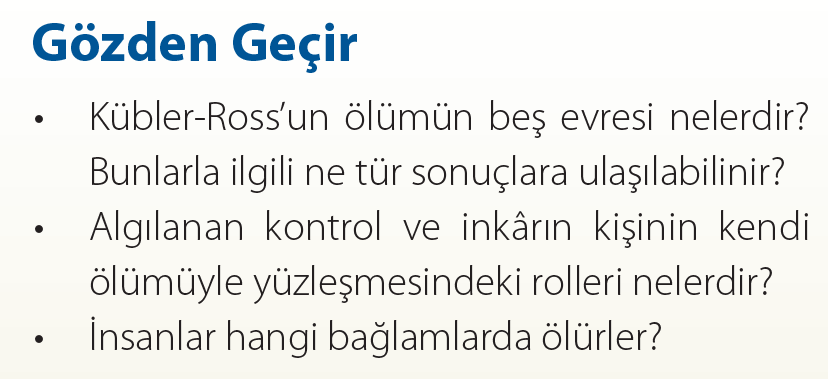 Gözden Geçir
• Kübler-Ross’un ölümün beş evresi nelerdir?
Bunlarla ilgili ne tür sonuçlara ulaşılabilinir?
• Algılanan kontrol ve inkârın kişinin kendi
ölümüyle yüzleşmesindeki rolleri nelerdir?
• İnsanlar hangi bağlamlarda ölürler?